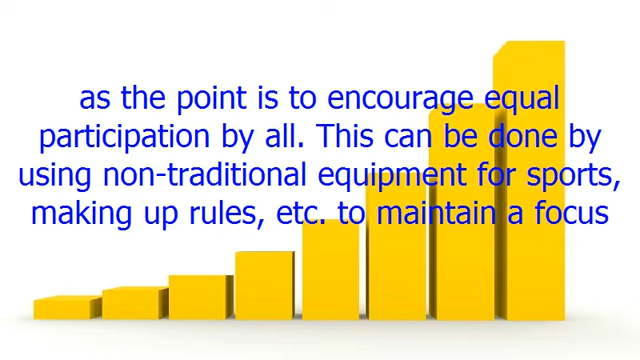 as the point is to encourage equal
participation by all. This can be done by
using non-traditional equipment for sports,
making up rules, etc. to maintain a focus